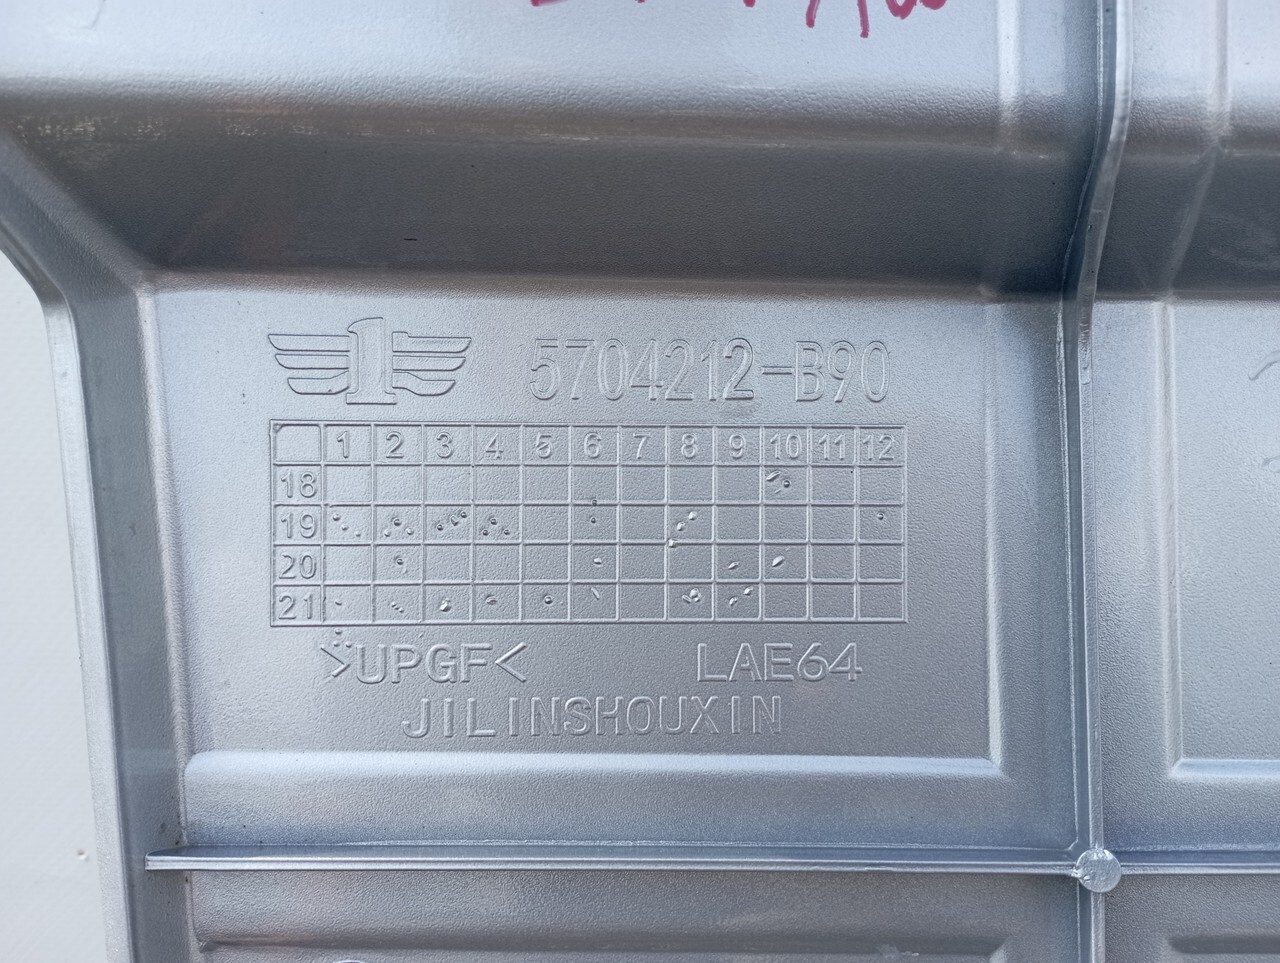 1 5704212-B90
1 2 3 4 5 6 7 8 9 10 11 12
18
19
20
21
>UPGF< LAE64
JILINSHOUXIN